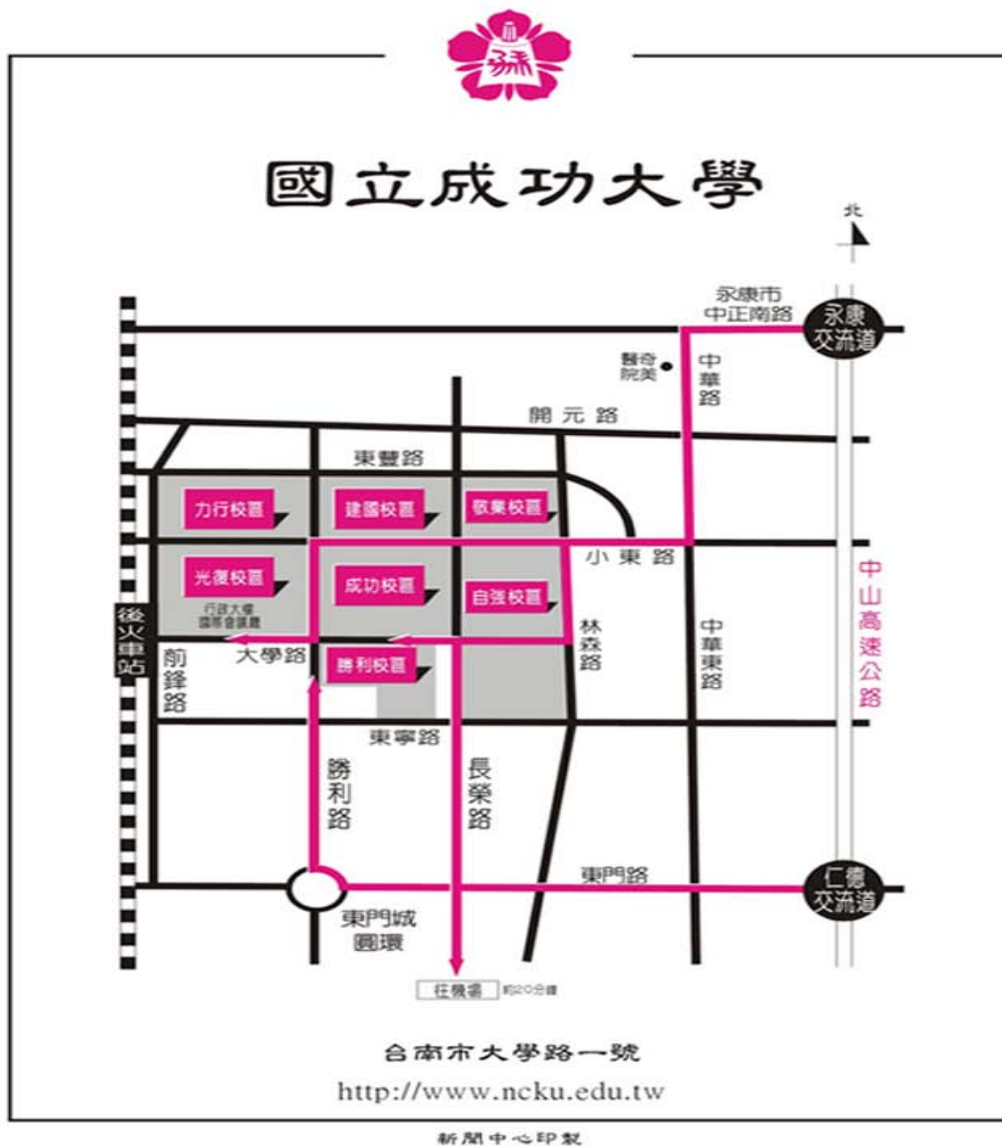 國立成功大學
北
永康市
中正南路
永康
交流道
醫奇
院美
中華路
開元路
東豐路
力行校區
建國校區
敬業校區
小東路
光復校區
成功校區
自強校區
行政大樓
國際會議廳
中山高速公路
後火車站
前鋒路
大學路
勝利校區
林森路
中華東路
東寧路
勝利路
長榮路
東門路
仁德
交流道
東門城
圓環
往機場
約20分鐘
台南市大學路一號
http://www.ncku.edu.tw
新聞中心印製